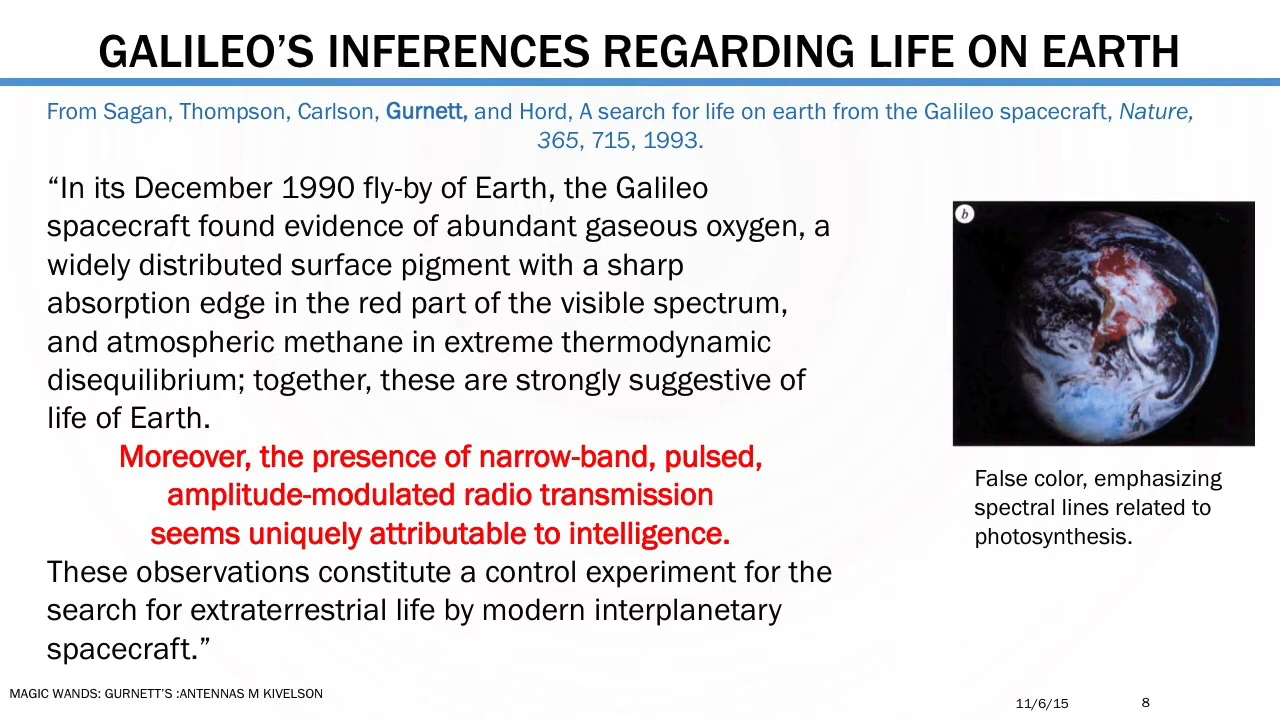 GALILEO’S INFERENCES REGARDING LIFE ON EARTH
From Sagan, Thompson, Carlson, Gurnett, and Hord, A search for life on earth from the Galileo spacecraft, Nature,
365, 715, 1993.
“In its December 1990 fly-by of Earth, the Galileo
spacecraft found evidence of abundant gaseous oxygen, a
widely distributed surface pigment with a sharp
absorption edge in the red part of the visible spectrum,
and atmospheric methane in extreme thermodynamic
disequilibrium; together, these are strongly suggestive of
life of Earth.
Moreover, the presence of narrow-band, pulsed,
amplitude-modulated radio transmission
seems uniquely attributable to intelligence.
These observations constitute a control experiment for the
search for extraterrestrial life by modern interplanetary
spacecraft.”
b
False color, emphasizing
spectral lines related to
photosynthesis.
MAGIC WANDS: GURNETT’S :ANTENNAS M KIVELSON
11/6/15
8